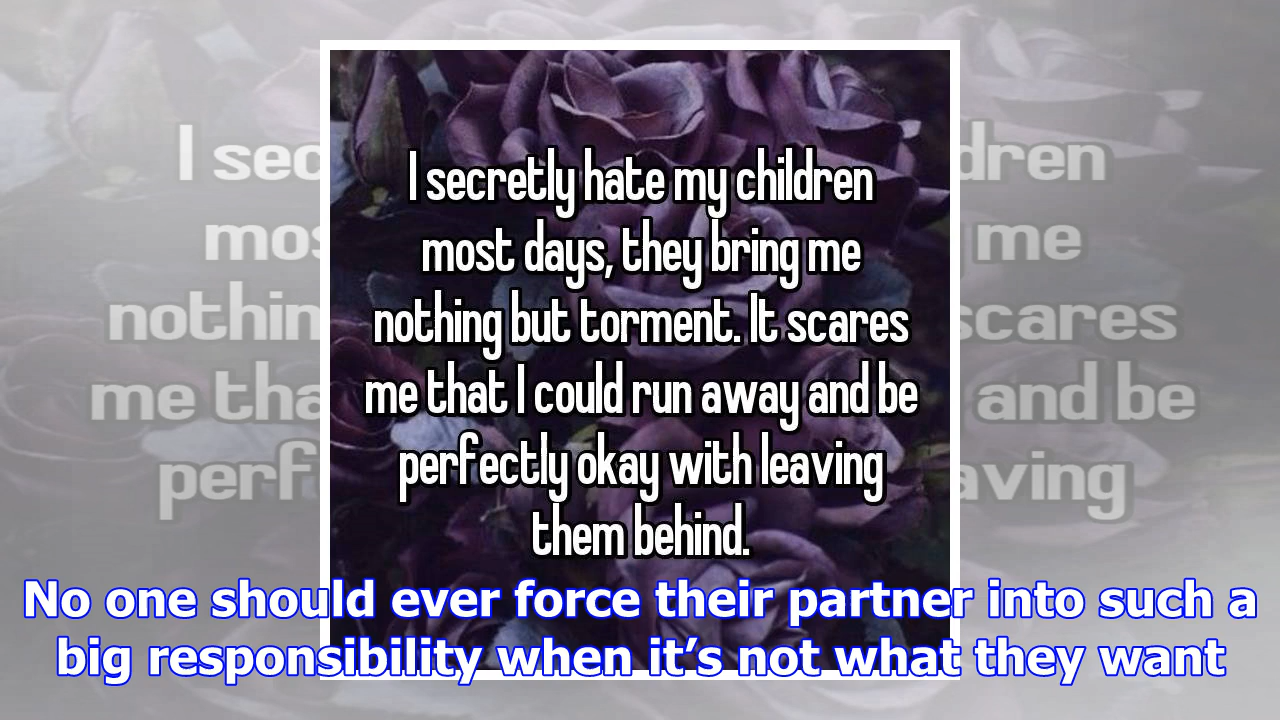 I secretly hate my children
most days, they bring me
nothing but torment. It scares
me that I could run away and be
perfectly okay with leaving
them behind.
No one should ever force their partner into such a
big responsibility when it’s not what they want